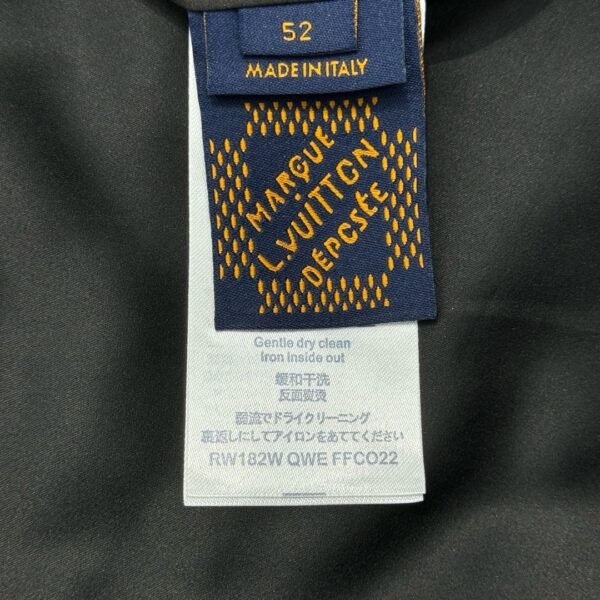 52
MADE IN ITALY
MARQUE
L.VUITTON
DEPOSÉE
Gentle dry clean
Iron inside out
缓和干洗
反面熨烫
弱流でドライクリーニング
裏返しにしてアイロンをあててください
RW182W QWE FFCO22